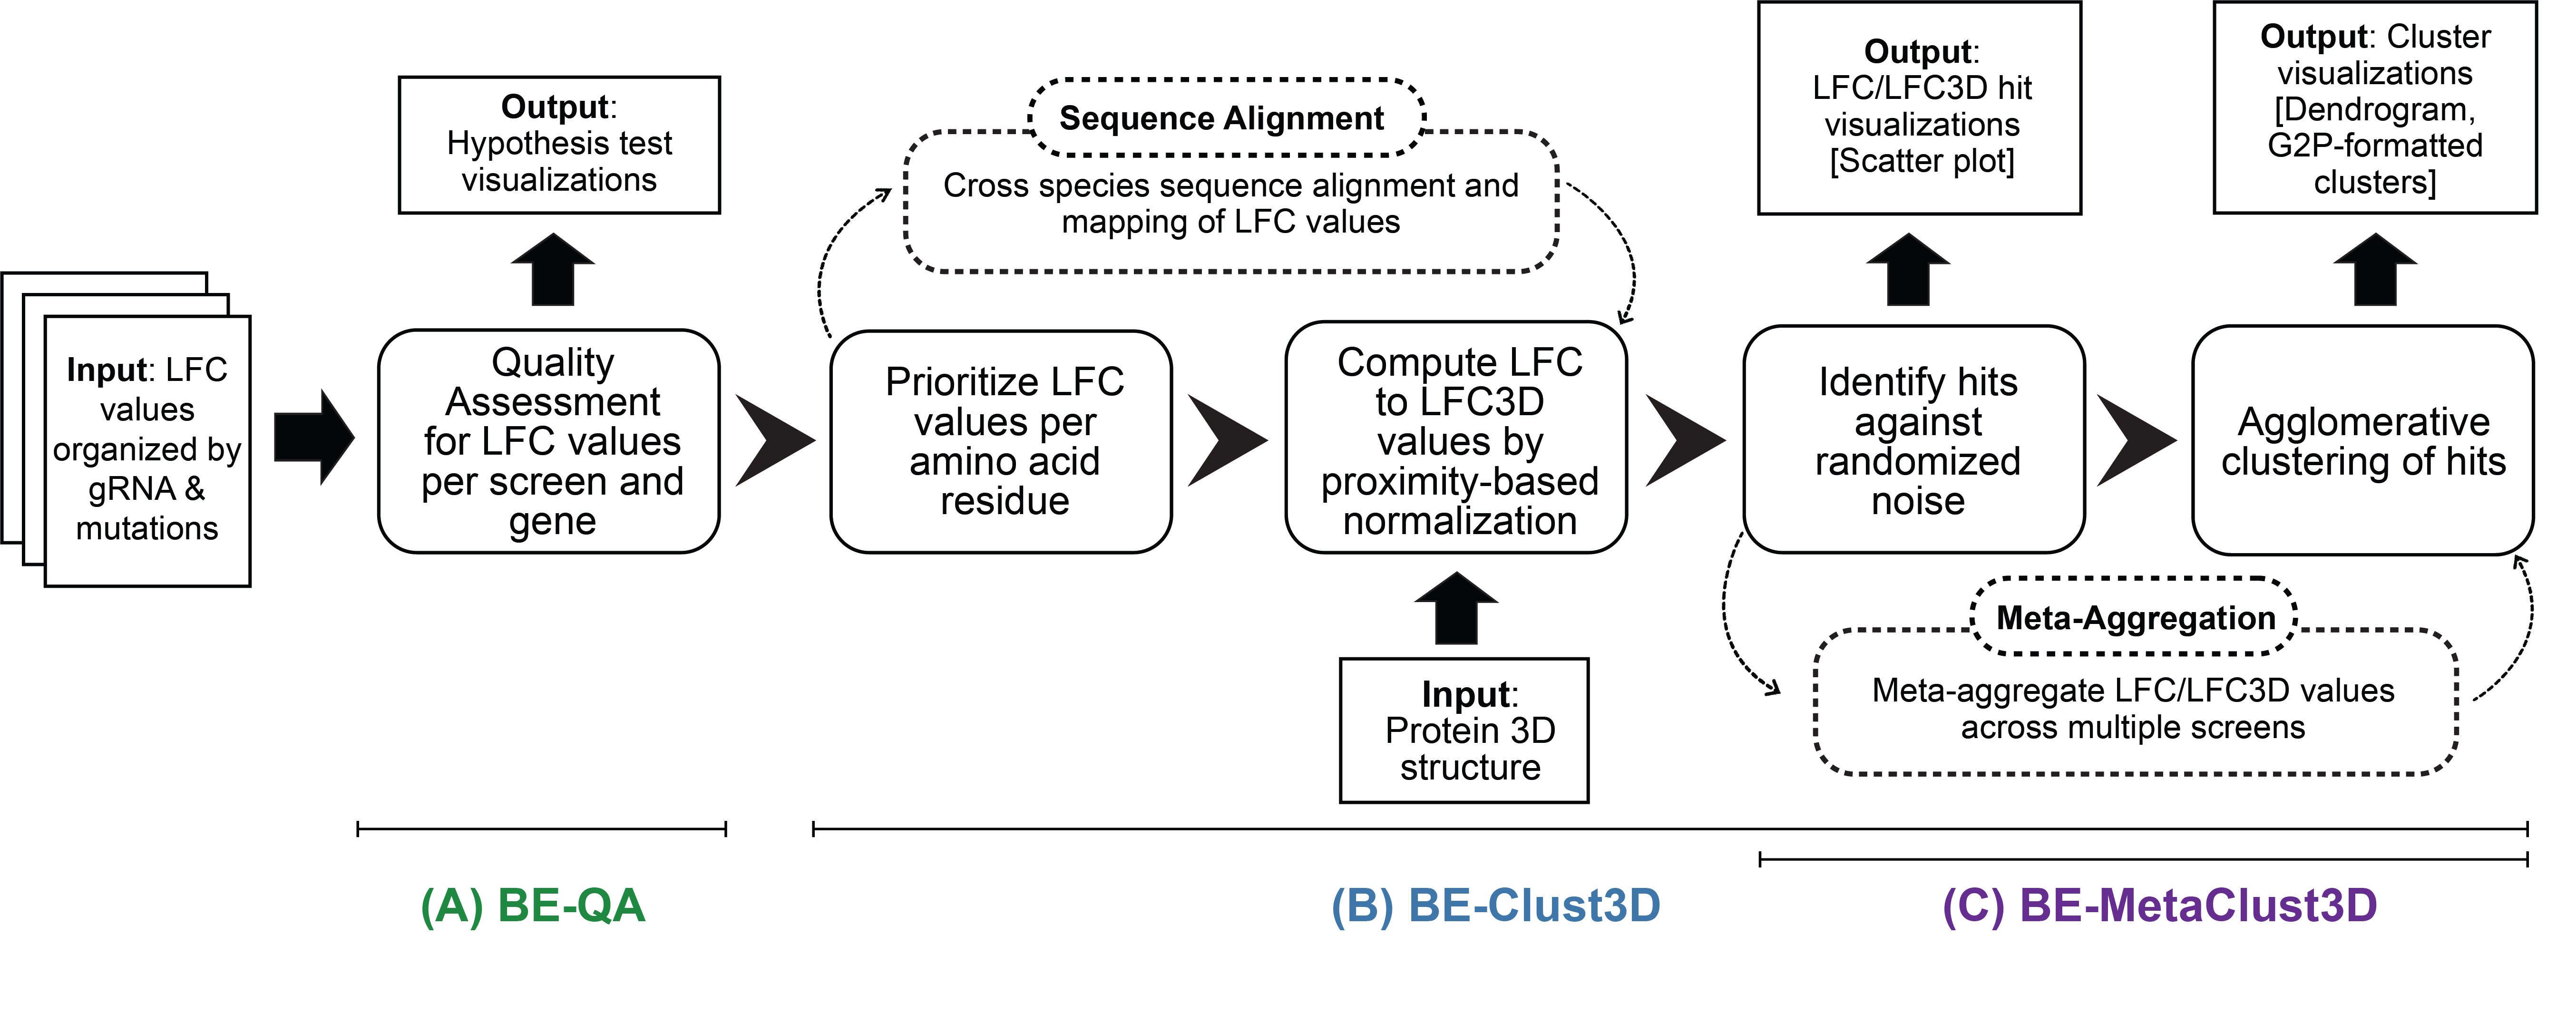 Input: LFC
values
organized by
gRNA &
mutations
Output:
Hypothesis test
visualizations
Quality
Assessment
for LFC values
per screen and
gene
Sequence Alignment
Cross species sequence alignment and
mapping of LFC values
Prioritize LFC
values per
amino acid
residue
Compute LFC
to LFC3D
values by
proximity-based
normalization
Input:
Protein 3D
structure
Output:
LFC/LFC3D hit
visualizations
[Scatter plot]
Identify hits
against
randomized
noise
Output: Cluster
visualizations
[Dendrogram,
G2P-formatted
clusters]
Agglomerative
clustering of hits
Meta-Aggregation
Meta-aggregate LFC/LFC3D values
across multiple screens
(A) BE-QA
(B) BE-Clust3D
(C) BE-MetaClust3D